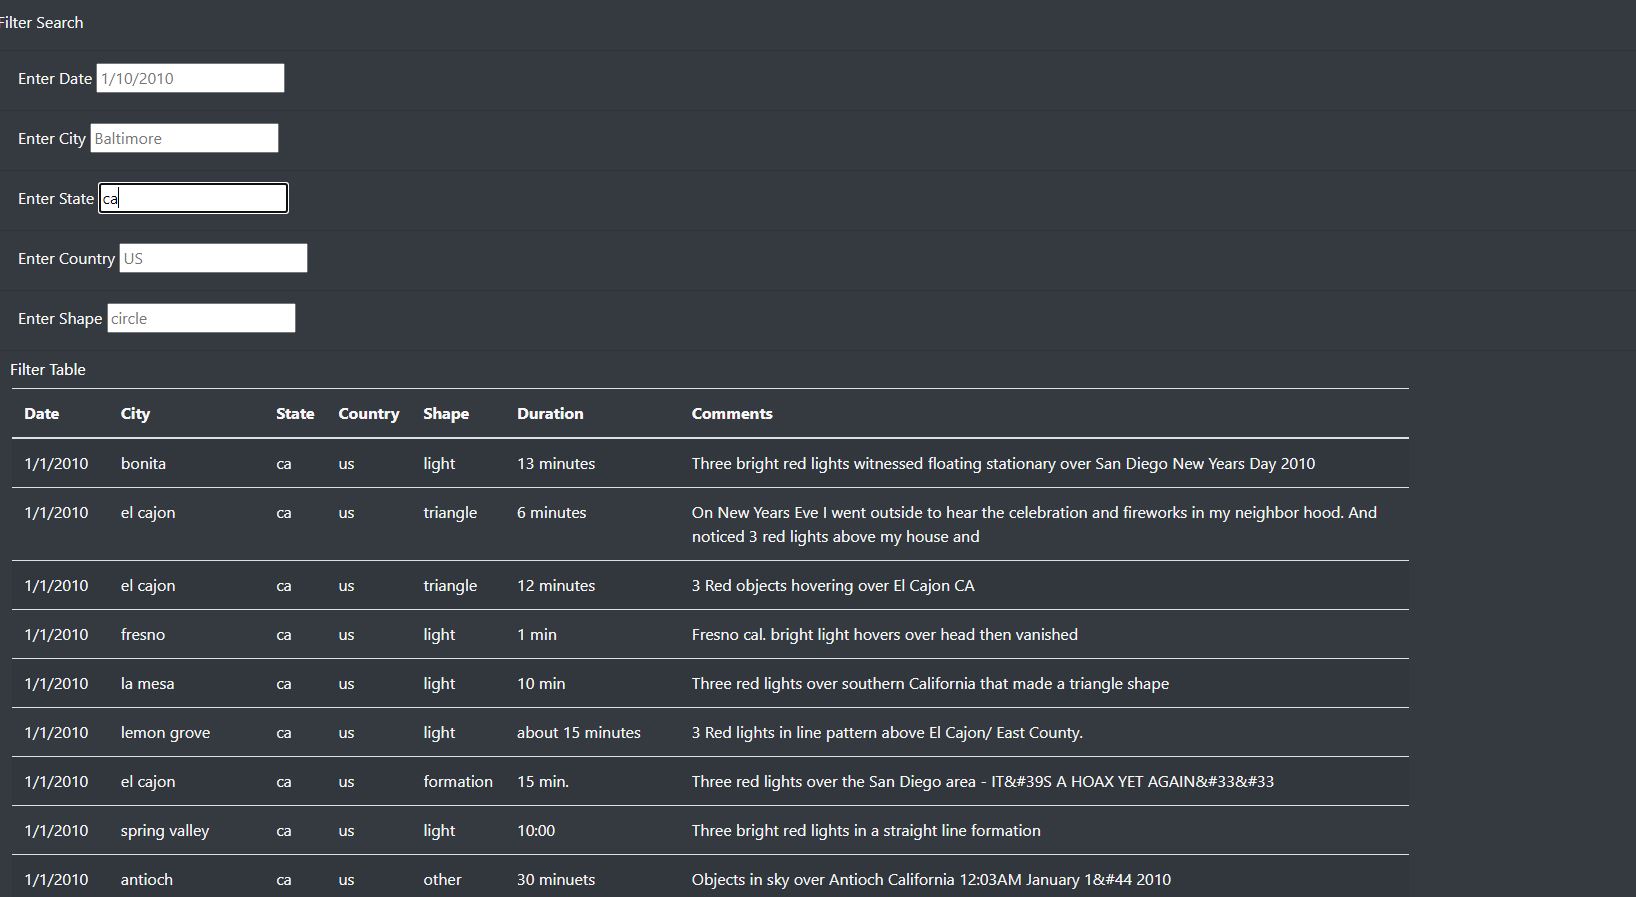 Filter Search
Enter Date 1/10/2010
Enter City Baltimore
Enter State ca
Enter Country US
Enter Shape circle
Filter Table
Date City State Country Shape Duration Comments
1/1/2010 bonita ca us light 13 minutes Three bright red lights witnessed floating stationary over San Diego New Years Day 2010
1/1/2010 el cajon ca us triangle 6 minutes On New Years Eve I went outside to hear the celebration and fireworks in my neighbor hood. And
noticed 3 red lights above my house and
1/1/2010 el cajon ca us triangle 12 minutes 3 Red objects hovering over El Cajon CA
1/1/2010 fresno ca us light 1 min Fresno cal. bright light hovers over head then vanished
1/1/2010 la mesa ca us light 10 min Three red lights over southern California that made a triangle shape
1/1/2010 lemon grove ca us light about 15 minutes 3 Red lights in line pattern above El Cajon/ East County.
1/1/2010 el cajon ca us formation 15 min. Three red lights over the San Diego area - IT&#39S A HOAX YET AGAIN&#33&#33
1/1/2010 spring valley ca us light 10:00 Three bright red lights in a straight line formation
1/1/2010 antioch ca us other 30 minuets Objects in sky over Antioch California 12:03AM January 1&#44 2010